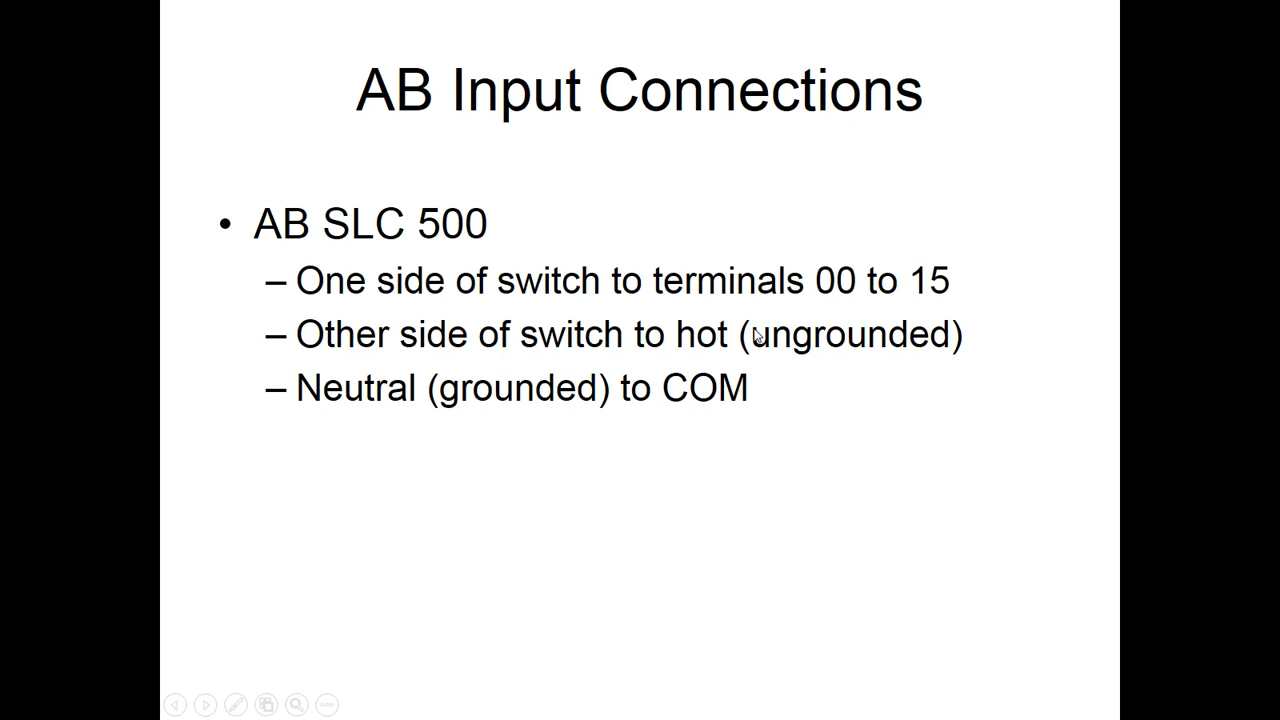 AB Input Connections
• AB SLC 500
– One side of switch to terminals 00 to 15
– Other side of switch to hot (ungrounded)
– Neutral (grounded) to COM